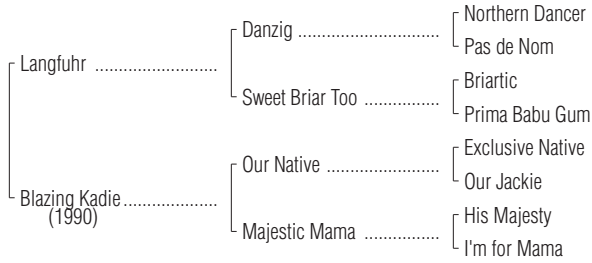 Northern Dancer
Danzig ..............................
Pas de Nom
Langfuhr ..........................
Briartic
Sweet Briar Too ................
Prima Babu Gum
Exclusive Native
Our Native ........................
Our Jackie
Blazing Kadie....................
(1990)
His Majesty
Majestic Mama ................
I'm for Mama